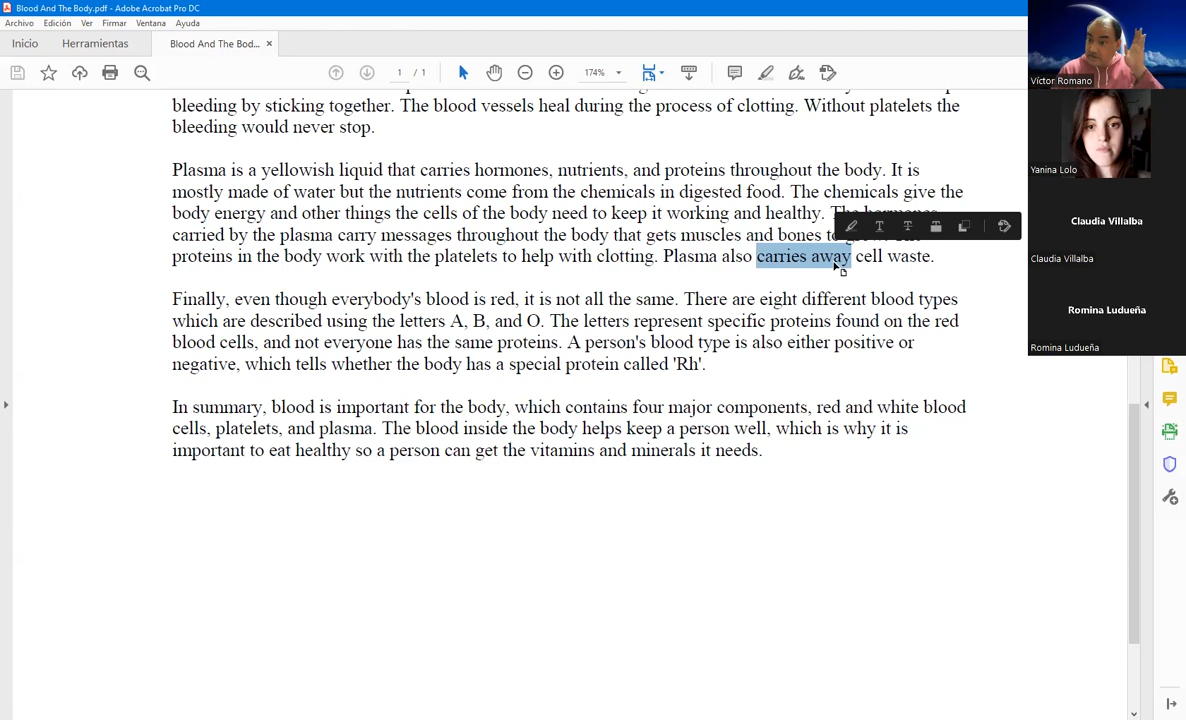 Blood And The Body.pdf - Adobe Acrobat Pro DC
Archivo Edición Ver Firmar Ventana Ayuda
Inicio Herramientas Blood And The Bod... ×
1 / 1 174%
bleeding by sticking together. The blood vessels heal during the process of clotting. Without platelets the
bleeding would never stop.
Plasma is a yellowish liquid that carries hormones, nutrients, and proteins throughout the body. It is
mostly made of water but the nutrients come from the chemicals in digested food. The chemicals give the
body energy and other things the cells of the body need to keep it working and healthy. The hormones
carried by the plasma carry messages throughout the body that gets muscles and bones to grow. The
proteins in the body work with the platelets to help with clotting. Plasma also carries away cell waste.
Finally, even though everybody's blood is red, it is not all the same. There are eight different blood types
which are described using the letters A, B, and O. The letters represent specific proteins found on the red
blood cells, and not everyone has the same proteins. A person's blood type is also either positive or
negative, which tells whether the body has a special protein called 'Rh'.
In summary, blood is important for the body, which contains four major components, red and white blood
cells, platelets, and plasma. The blood inside the body helps keep a person well, which is why it is
important to eat healthy so a person can get the vitamins and minerals it needs.
Víctor Romano
Yanina Lolo
Claudia Villalba
Claudia Villalba
Romina Ludueña
Romina Ludueña